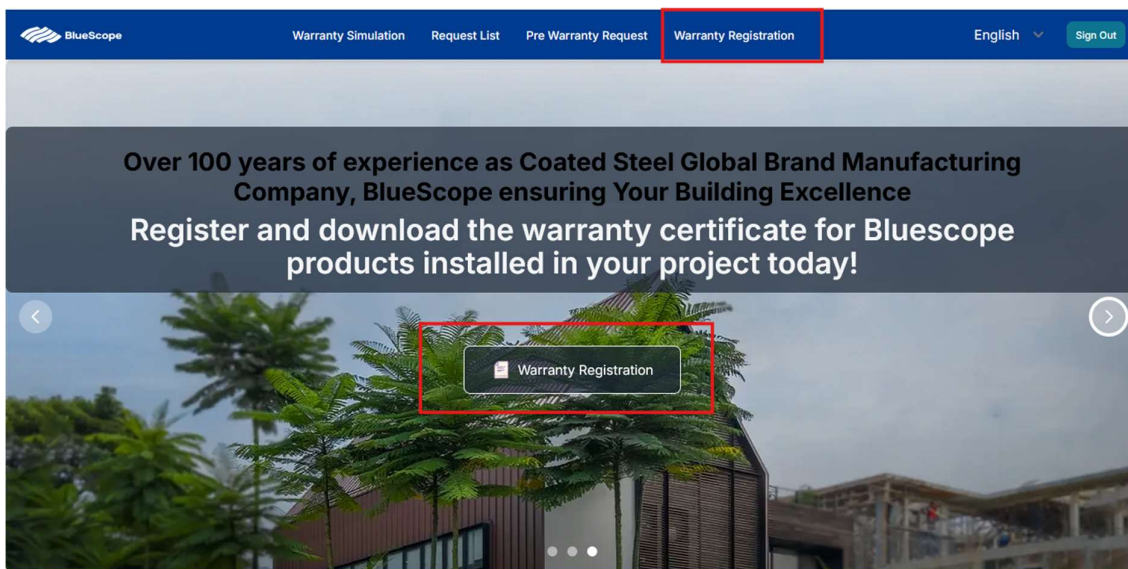 BlueScope
Warranty Simulation
Request List
Pre Warranty Request
Warranty Registration
English
Sign Out
Over 100 years of experience as Coated Steel Global Brand Manufacturing
Company, BlueScope ensuring Your Building Excellence
Register and download the warranty certificate for Bluescope
products installed in your project today!
Warranty Registration